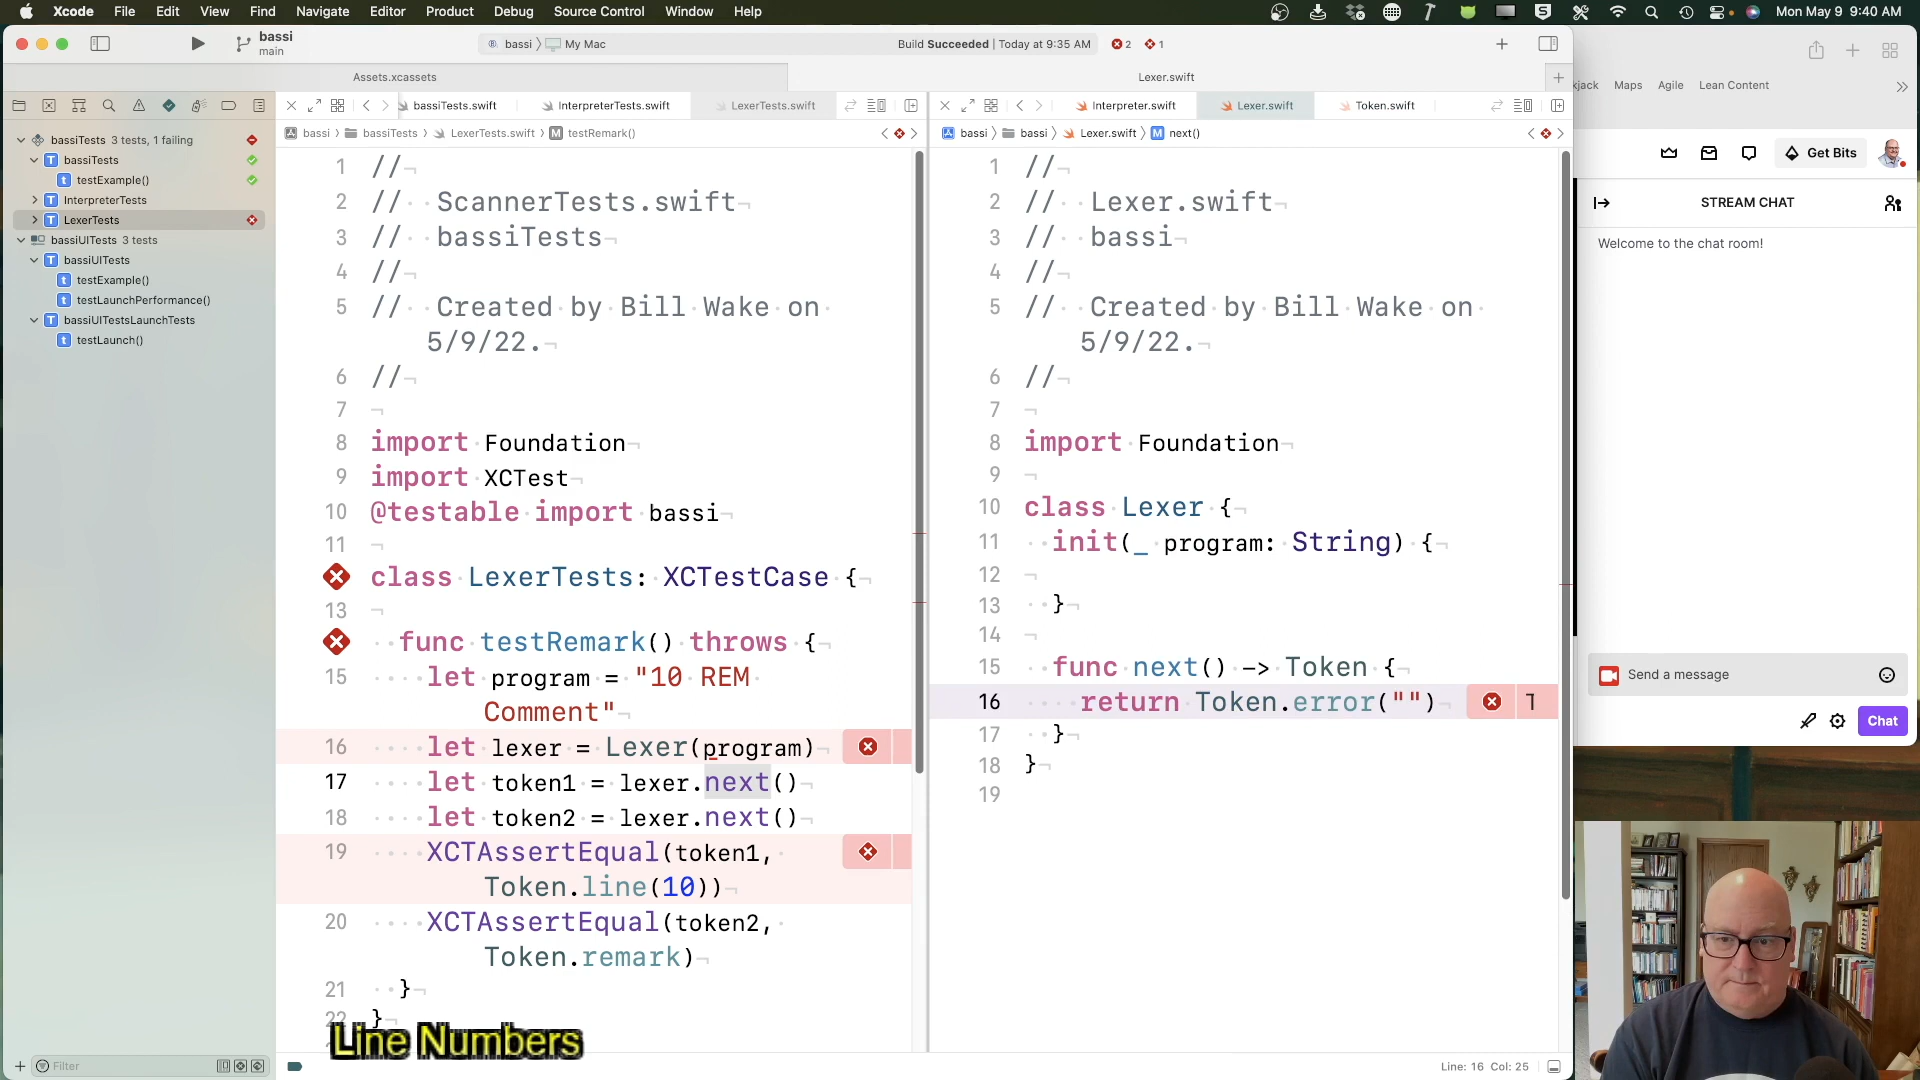 Xcode File Edit View Find Navigate Editor Product Debug Source Control Window Help
Mon May 9 9:40 AM
bassi
main
bassi 〉 My Mac
Build Succeeded | Today at 9:35 AM
2 1
Assets.xcassets
Lexer.swift
bassiTests.swift InterpreterTests.swift LexerTests.swift
Interpreter.swift Lexer.swift Token.swift
bassi 〉 bassiTests 〉 LexerTests.swift 〉 M testRemark()
bassi 〉 bassi 〉 Lexer.swift 〉 M next()
bassiTests 3 tests, 1 failing
T bassiTests
t testExample()
T InterpreterTests
T LexerTests
bassiUITests 3 tests
T bassiUITests
t testExample()
t testLaunchPerformance()
T bassiUITestsLaunchTests
t testLaunch()
Filter
1 //
2 // ScannerTests.swift
3 // bassiTests
4 //
5 // Created by Bill Wake on
5/9/22.
6 //
7
8 import Foundation
9 import XCTest
10 @testable import bassi
11
class LexerTests: XCTestCase {
13
func testRemark() throws {
15 let program = "10 REM
Comment"
16 let lexer = Lexer(program)
17 let token1 = lexer.next()
18 let token2 = lexer.next()
19 XCTAssertEqual(token1,
Token.line(10))
20 XCTAssertEqual(token2,
Token.remark)
21 }
22 }
Line Numbers
1 //
2 // Lexer.swift
3 // bassi
4 //
5 // Created by Bill Wake on
5/9/22.
6 //
7
8 import Foundation
9
10 class Lexer {
11 init(_ program: String) {
12
13 }
14
15 func next() -> Token {
16 return Token.error("")
17 }
18 }
19
Line: 16 Col: 25
Maps Agile Lean Content
Get Bits
STREAM CHAT
Welcome to the chat room!
Send a message
Chat